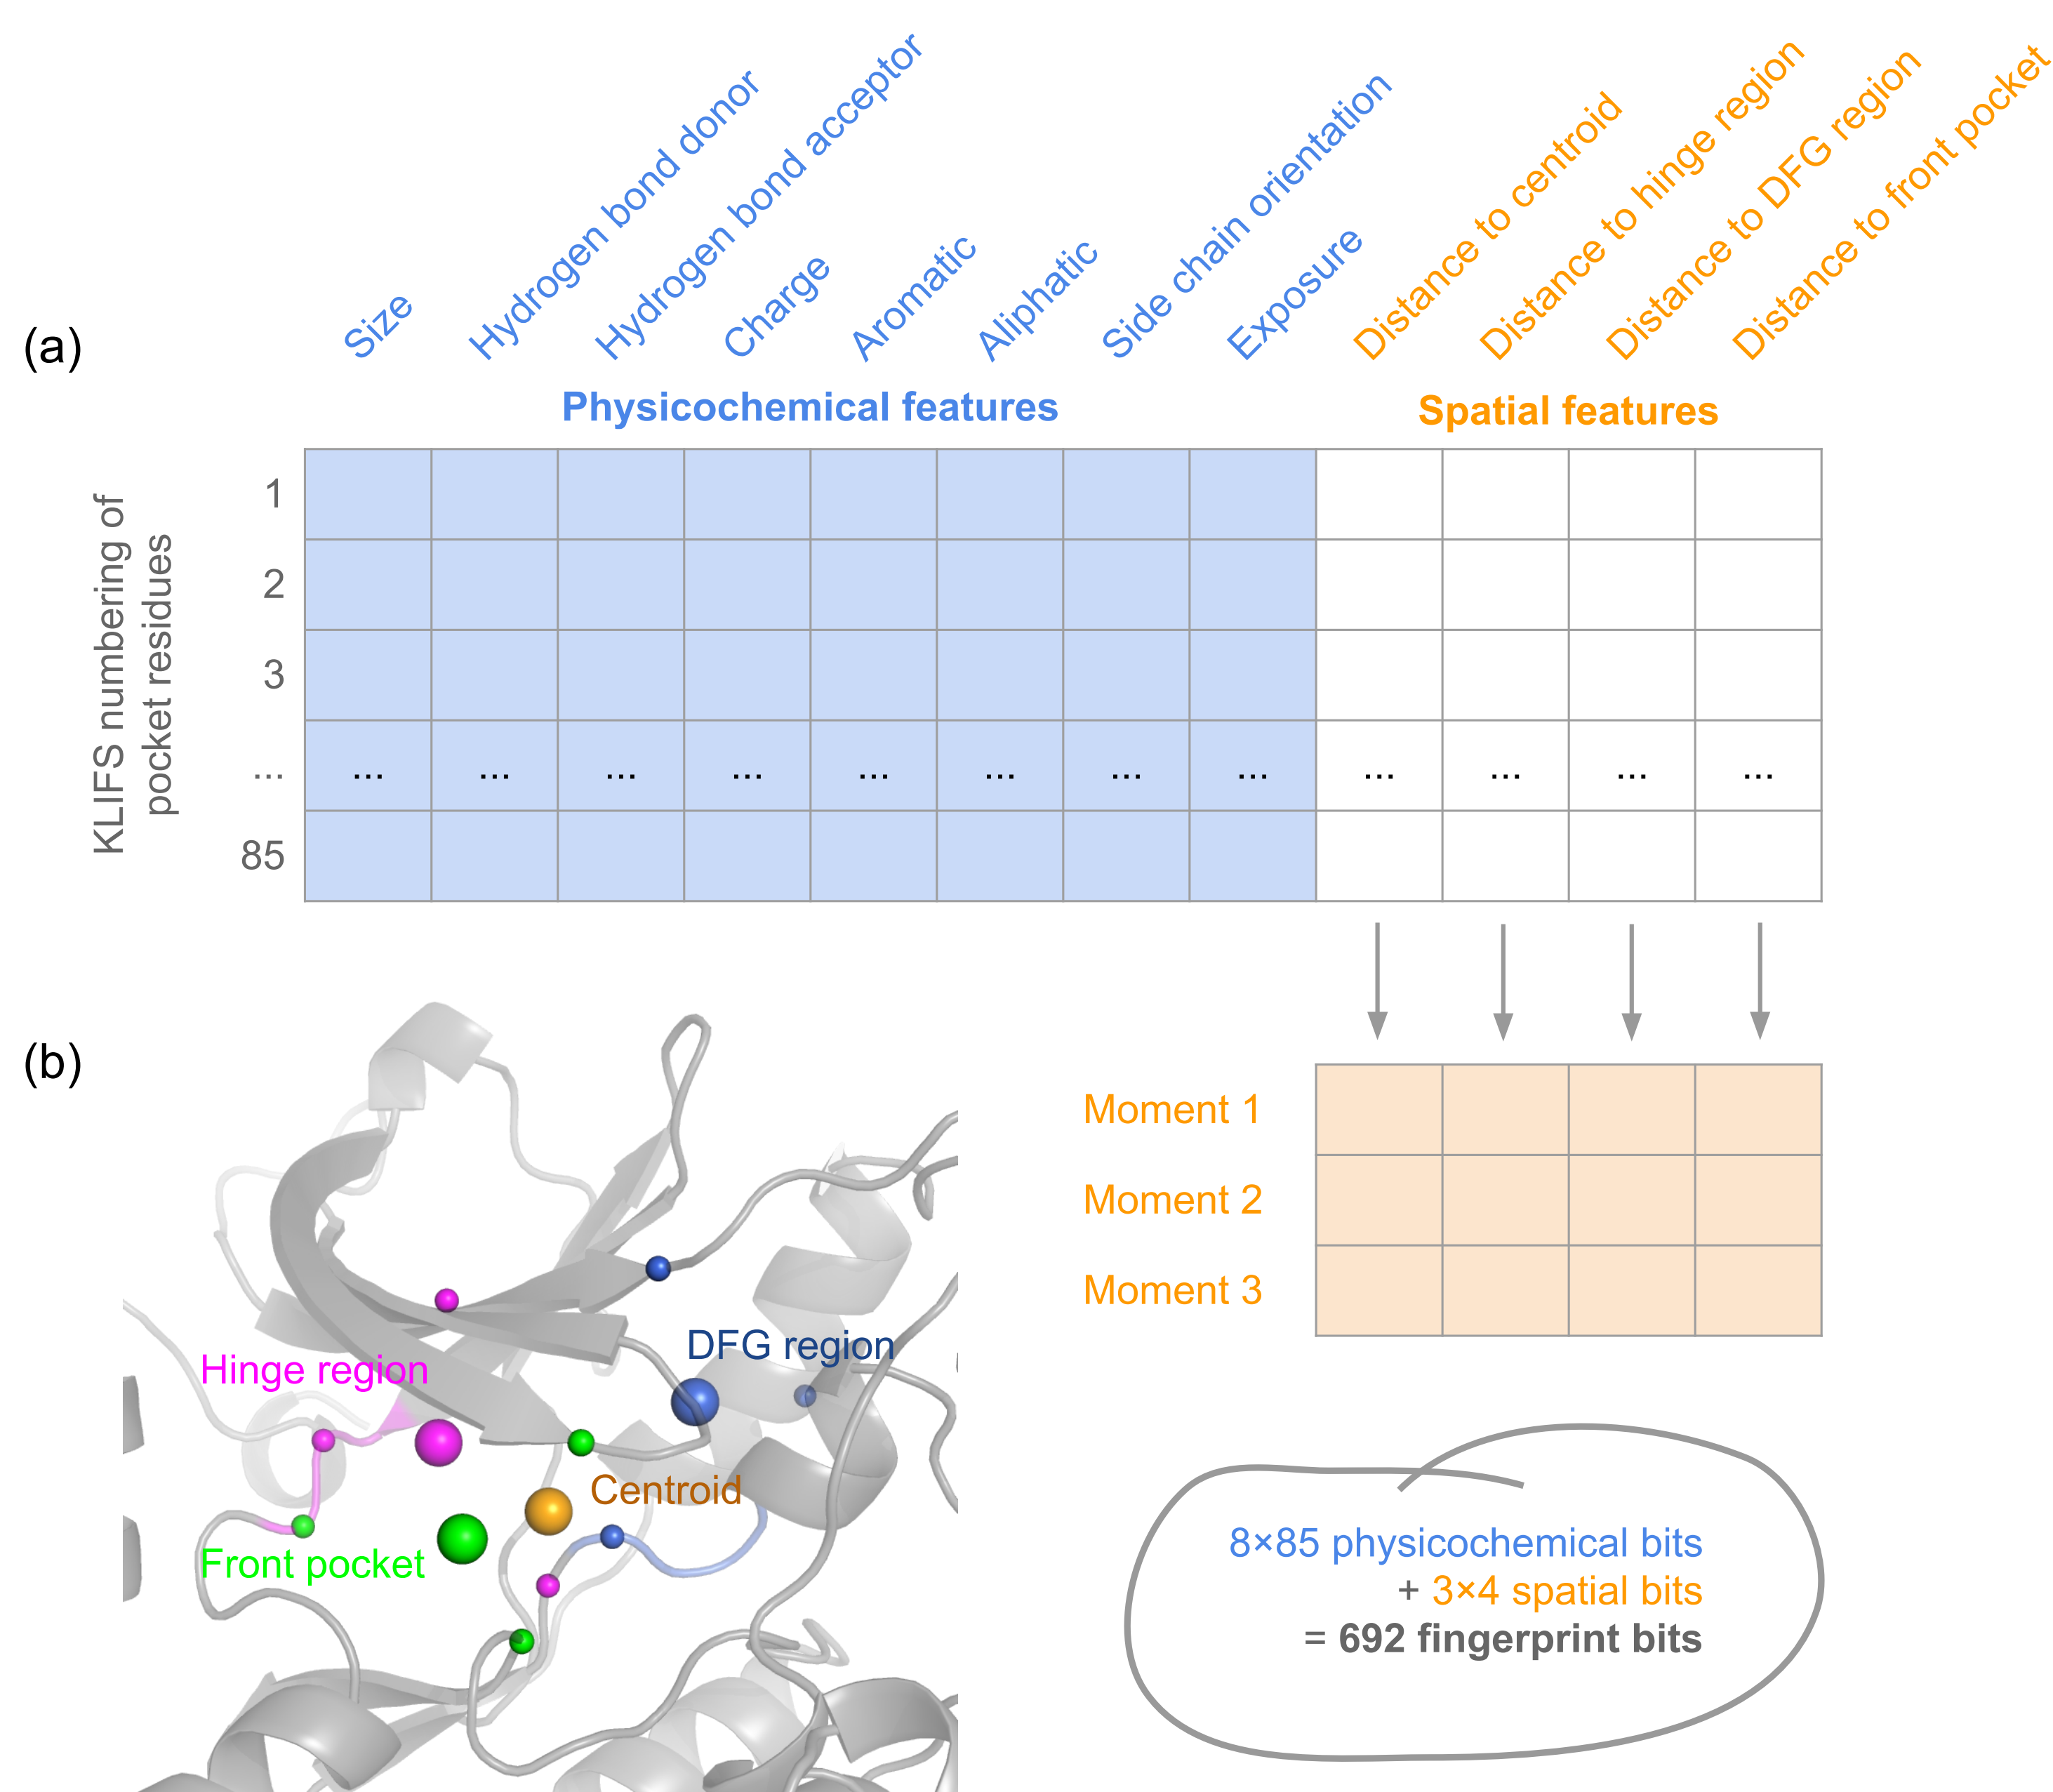 (a)
Size
Hydrogen bond donor
Hydrogen bond acceptor
Charge
Aromatic
Aliphatic
Side chain orientation
Exposure
Distance to centroid
Distance to hinge region
Distance to DFG region
Distance to front pocket
Physicochemical features
Spatial features
KLIFS numbering of
pocket residues
1
2
3
... ... ... ... ... ... ... ... ... ... ... ... ...
85
(b)
Moment 1
Moment 2
Moment 3
DFG region
Hinge region
Centroid
Front pocket
8×85 physicochemical bits
+ 3×4 spatial bits
= 692 fingerprint bits